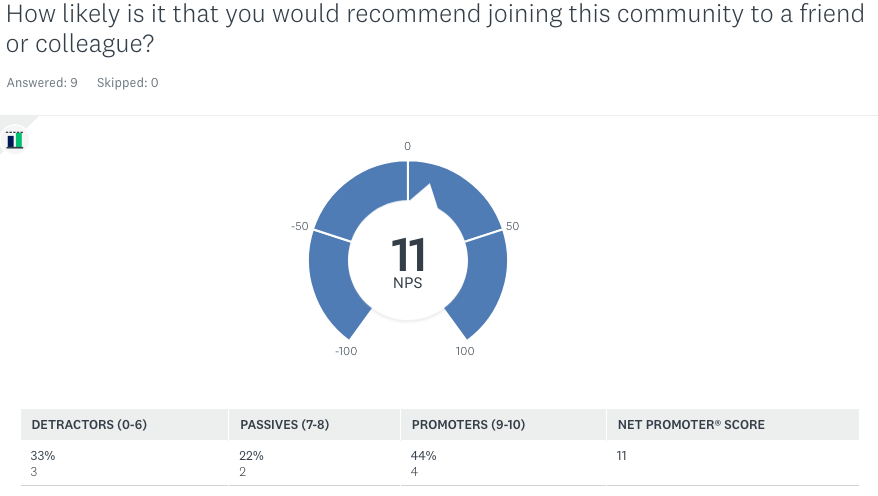 How likely is it that you would recommend joining this community to a friend
or colleague?
Answered: 9 Skipped: 0
0
-50 50
11
NPS
-100 100
DETRACTORS (0-6) PASSIVES (7-8) PROMOTERS (9-10) NET PROMOTER® SCORE
33% 22% 44% 11
3 2 4